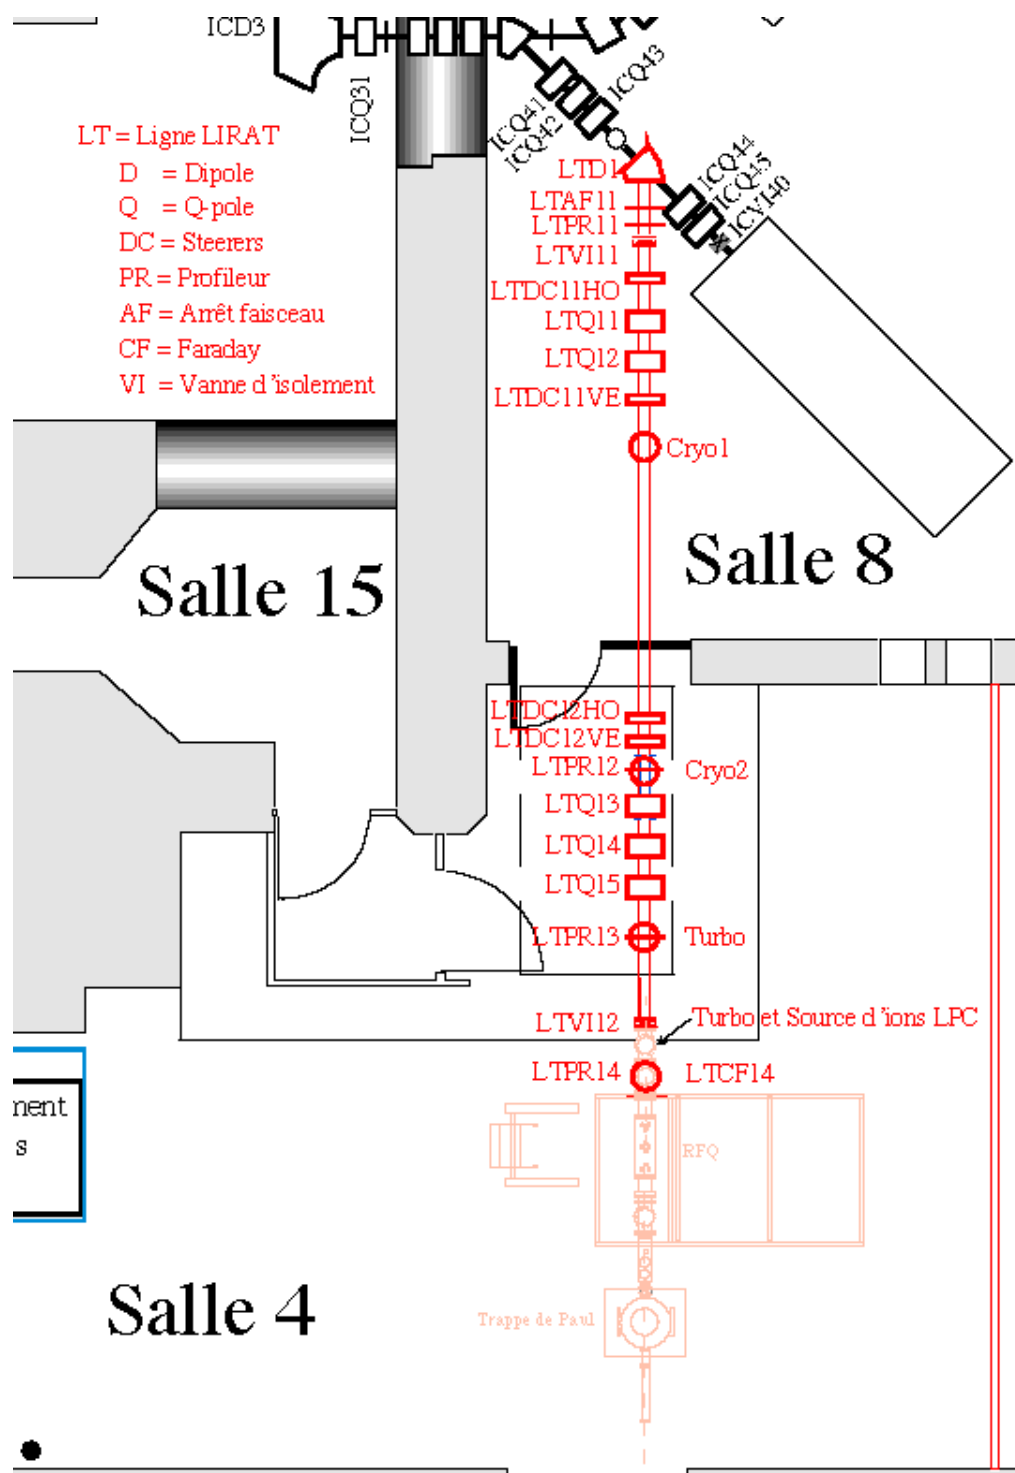 ICD3
ICQ31
ICQ41
ICQ42
ICQ43
LT = Ligne LIRAT
D = Dipole
Q = Q-pole
DC = Steerers
PR = Profileur
AF = Arrêt faisceau
CF = Faraday
VI = Vanne d'isolement
ICQ44
ICQ45
ICVI40
LTD1
LTAF11
LTPR11
LTVI11
LTDC11HO
LTQ11
LTQ12
LTDC11VE
Cryo1
Salle 15
Salle 8
LTDC12HO
LTDC12VE
LTPR12
Cryo2
LTQ13
LTQ14
LTQ15
LTPR13
Turbo
LTVI12
Turbo et Source d'ions LPC
LTPR14
LTCF14
RFQ
Salle 4
Trappe de Paul